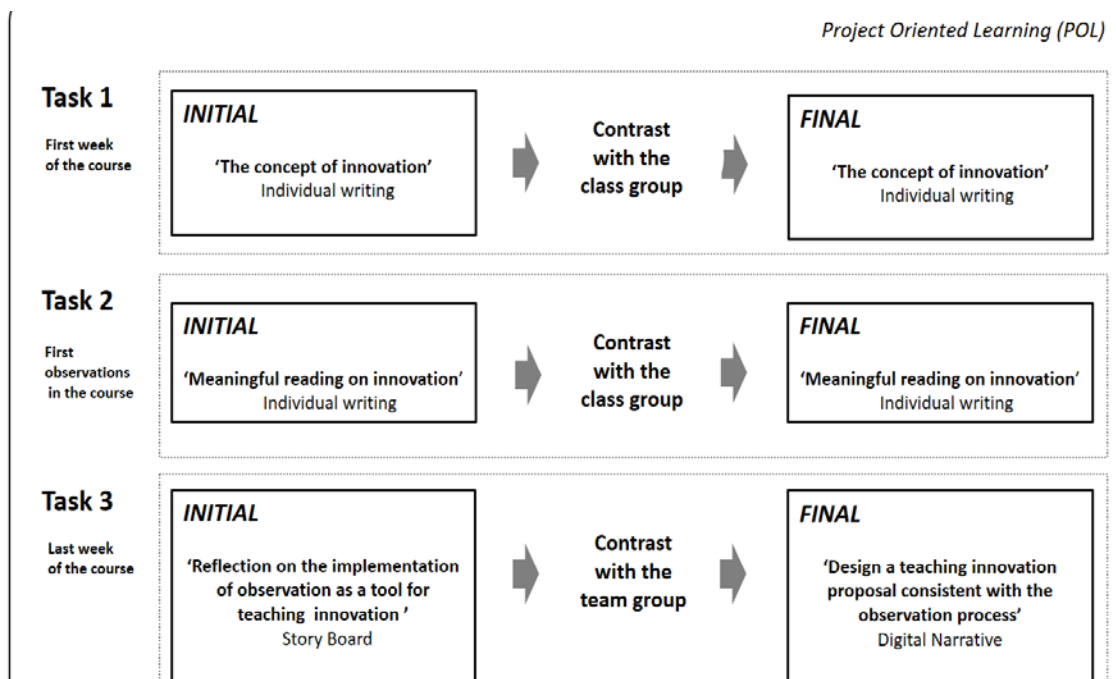 Project Oriented Learning (POL)
Task 1
First week
of the course
INITIAL
‘The concept of innovation’
Individual writing
Contrast
with the
class group
FINAL
‘The concept of innovation’
Individual writing
Task 2
First
observations
in the course
INITIAL
‘Meaningful reading on innovation’
Individual writing
Contrast
with the
class group
FINAL
‘Meaningful reading on innovation’
Individual writing
Task 3
Last week
of the course
INITIAL
‘Reflection on the implementation
of observation as a tool for
teaching innovation ’
Story Board
Contrast
with the
team group
FINAL
‘Design a teaching innovation
proposal consistent with the
observation process’
Digital Narrative